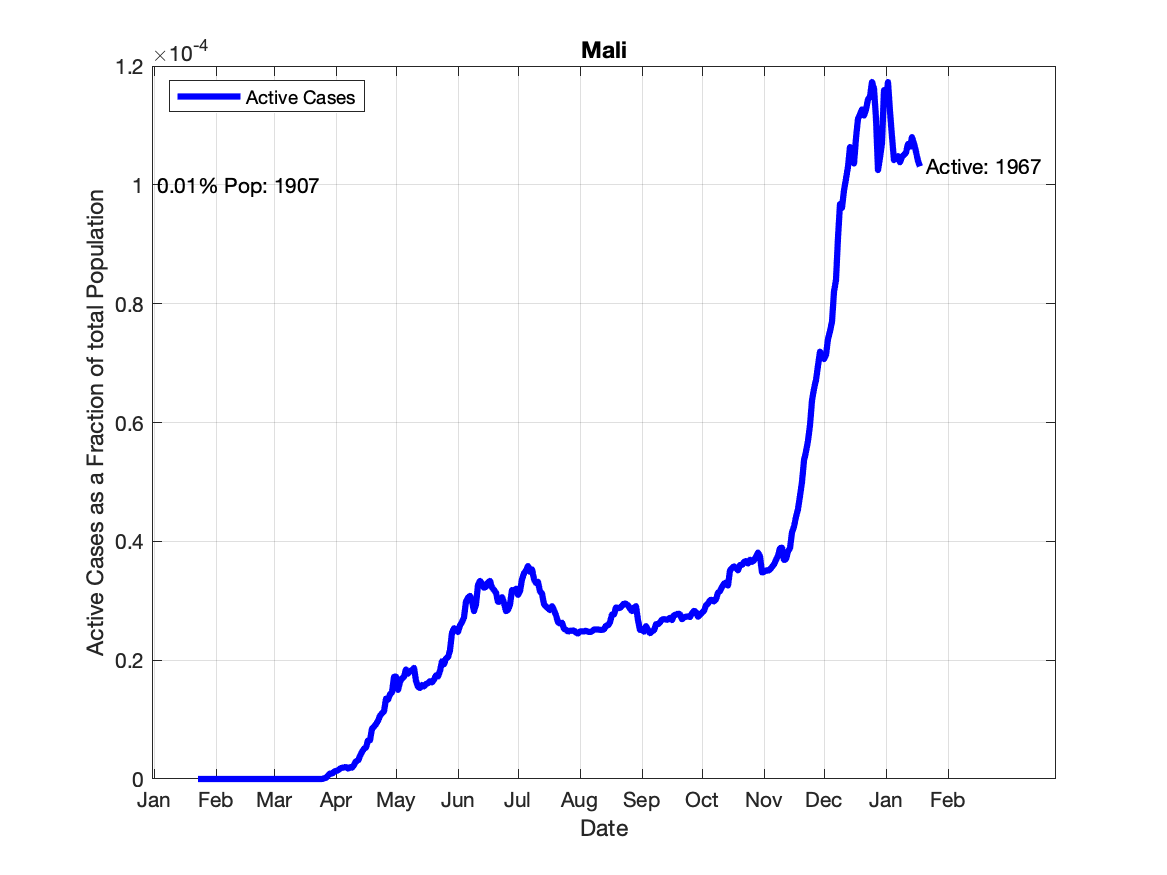 Mali
×10-4
1.2
1
0.8
0.6
0.4
0.2
0
Active Cases
0.01% Pop: 1907
Active: 1967
Active Cases as a Fraction of total Population
Jan Feb Mar Apr May Jun Jul Aug Sep Oct Nov Dec Jan Feb
Date